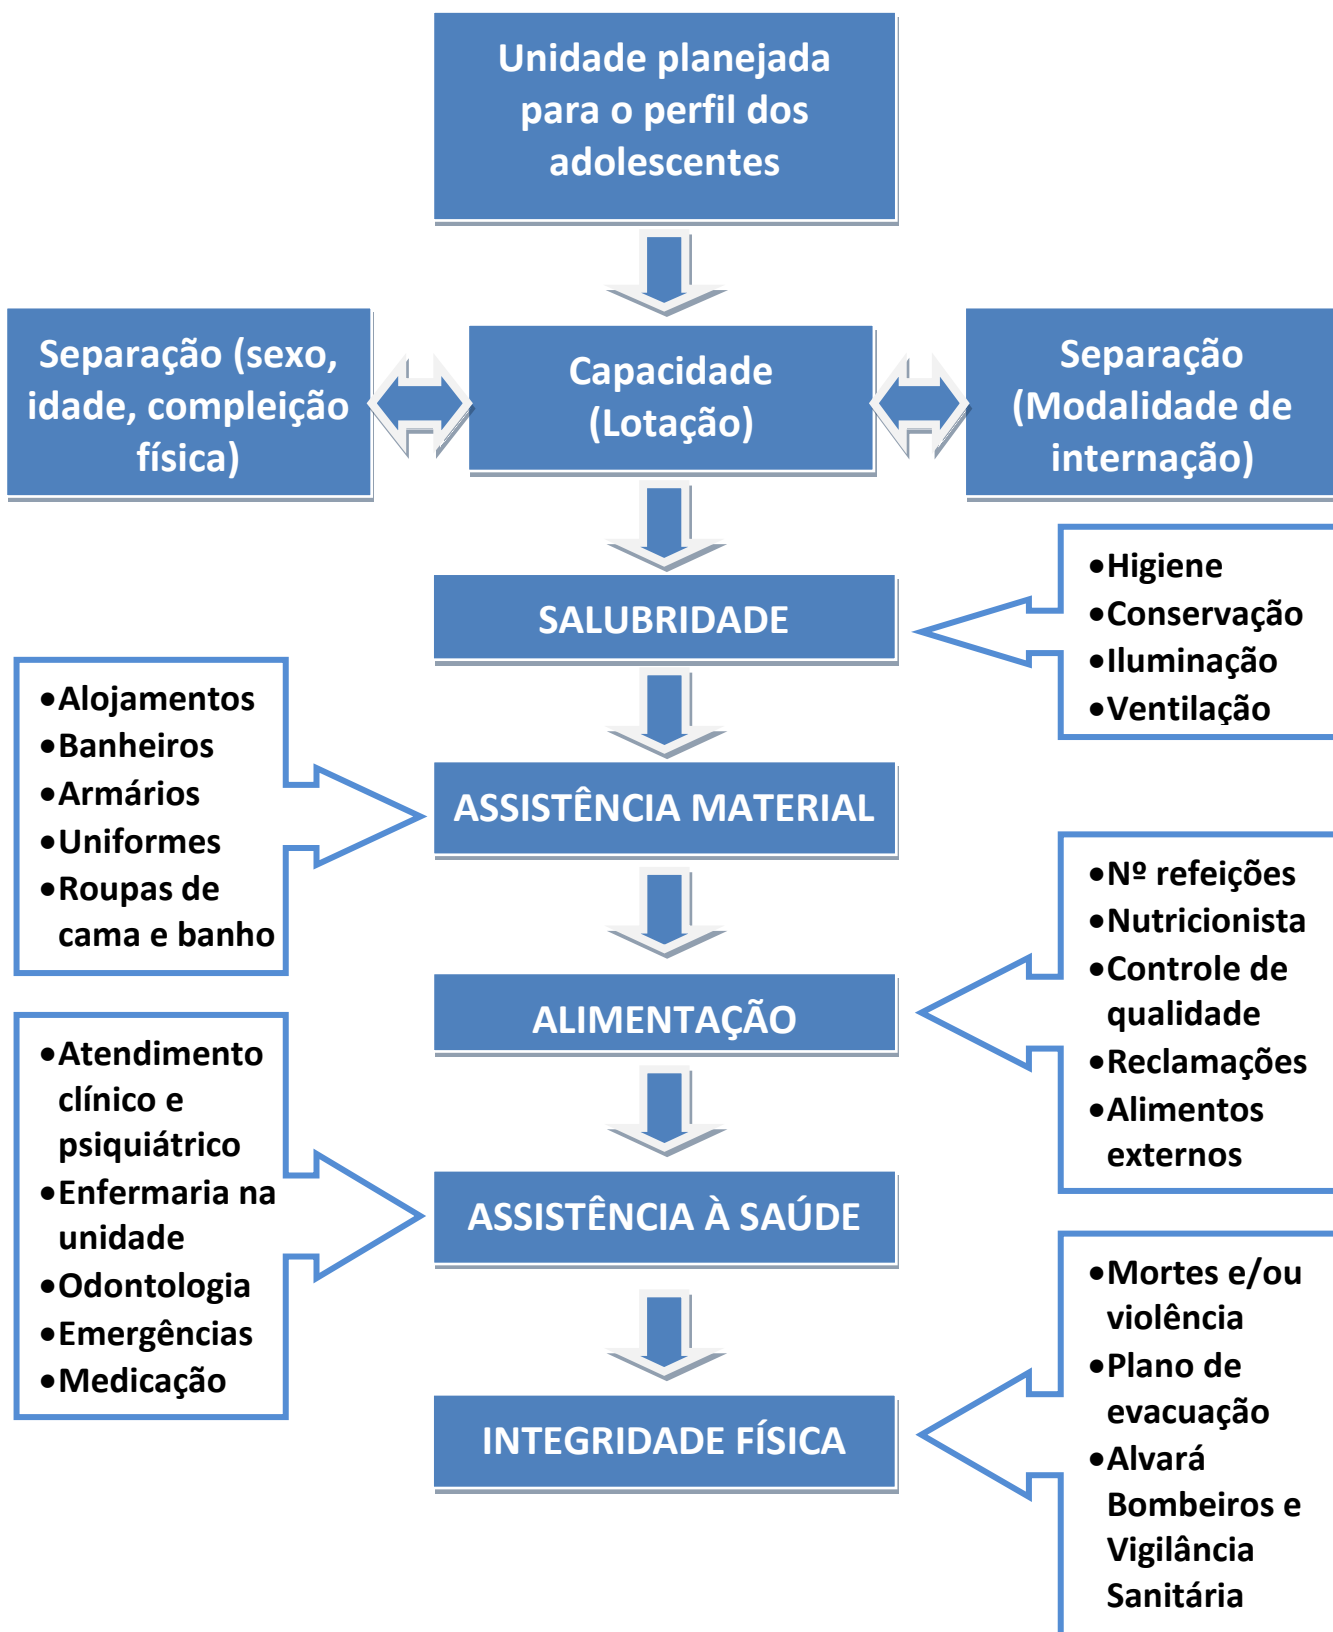 Unidade planejada
para o perfil dos
adolescentes
Separação (sexo,
idade, compleição
física)
Capacidade
(Lotação)
Separação
(Modalidade de
internação)
SALUBRIDADE
•Higiene
•Conservação
•Iluminação
•Ventilação
•Alojamentos
•Banheiros
•Armários
•Uniformes
•Roupas de
cama e banho
ASSISTÊNCIA MATERIAL
ALIMENTAÇÃO
•Nº refeições
•Nutricionista
•Controle de
qualidade
•Reclamações
•Alimentos
externos
•Atendimento
clínico e
psiquiátrico
•Enfermaria na
unidade
•Odontologia
•Emergências
•Medicação
ASSISTÊNCIA À SAÚDE
INTEGRIDADE FÍSICA
•Mortes e/ou
violência
•Plano de
evacuação
•Alvará
Bombeiros e
Vigilância
Sanitária